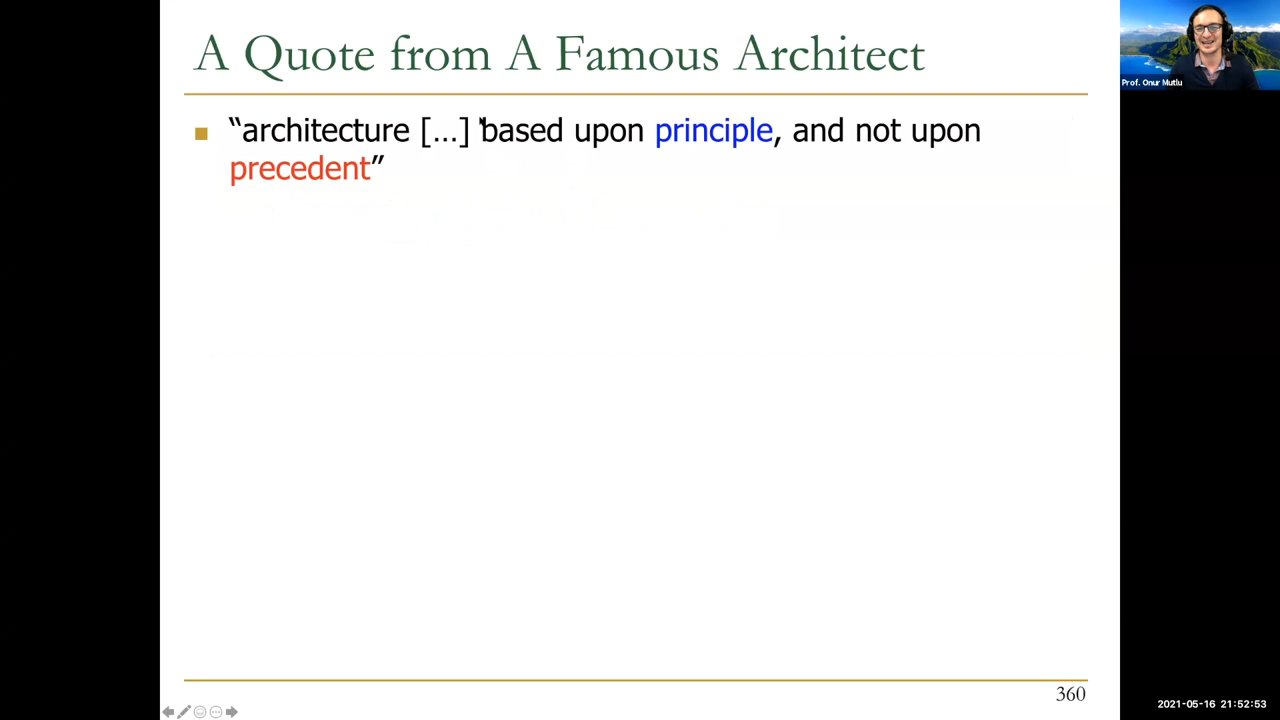 A Quote from A Famous Architect
Prof. Onur Mutlu
“architecture […] based upon principle, and not upon
precedent”
360
2021-05-16 21:52:53